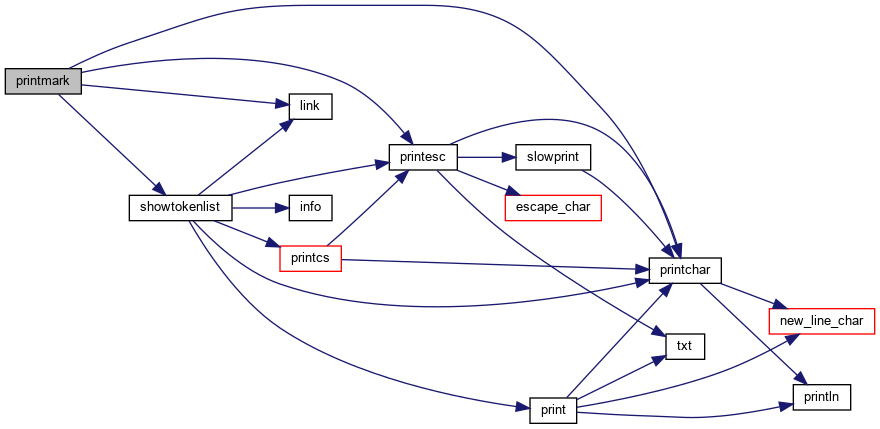 printmark
link
printesc
slowprint
showtokenlist
info
escape_char
printcs
printchar
new_line_char
txt
println
print